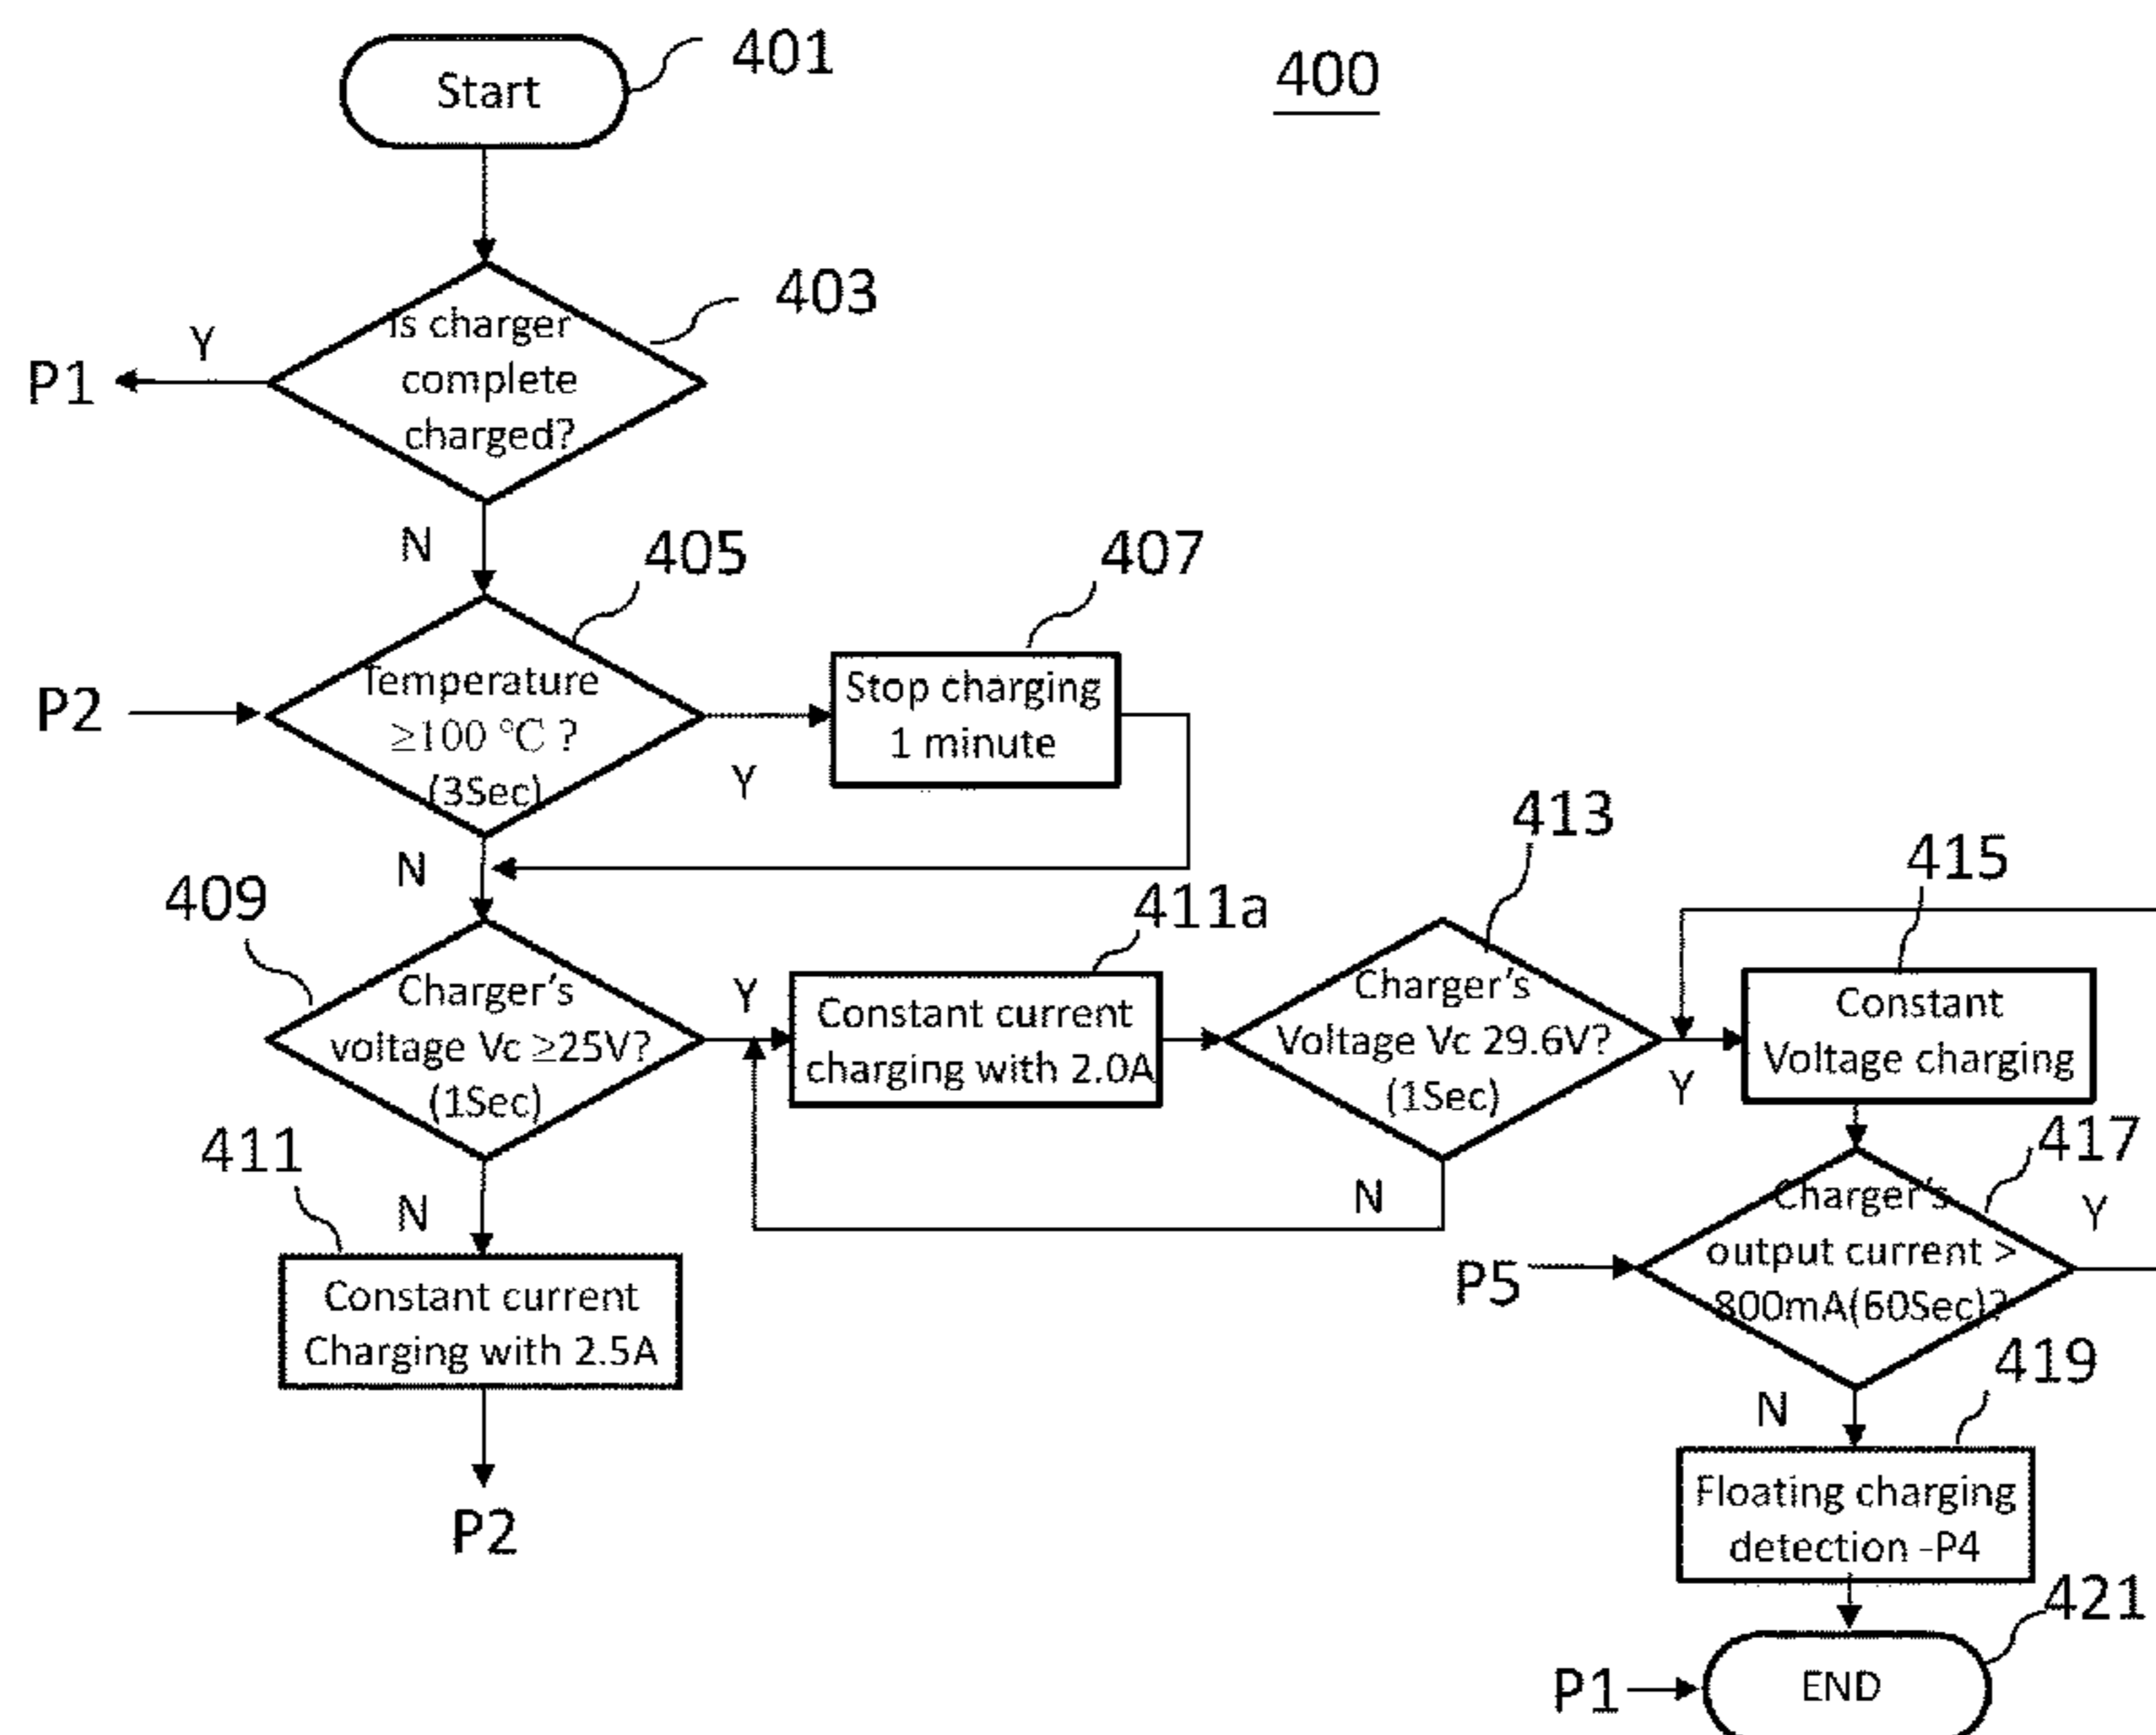 401
400
Start
403
Is charger
complete
charged?
Y
P1
N
405
407
P2
Temperature
≥100 °C ?
(3Sec)
Y
Stop charging
1 minute
N
413
415
409
411a
Charger's
voltage Vc ≥25V?
(1Sec)
Y
Constant current
charging with 2.0A
Charger's
Voltage Vc 29.6V?
(1Sec)
Y
Constant
Voltage charging
411
N
N
417
Charger's
output current >
800mA(60Sec)?
Y
P5
Constant current
Charging with 2.5A
419
N
P2
Floating charging
detection -P4
421
P1
END